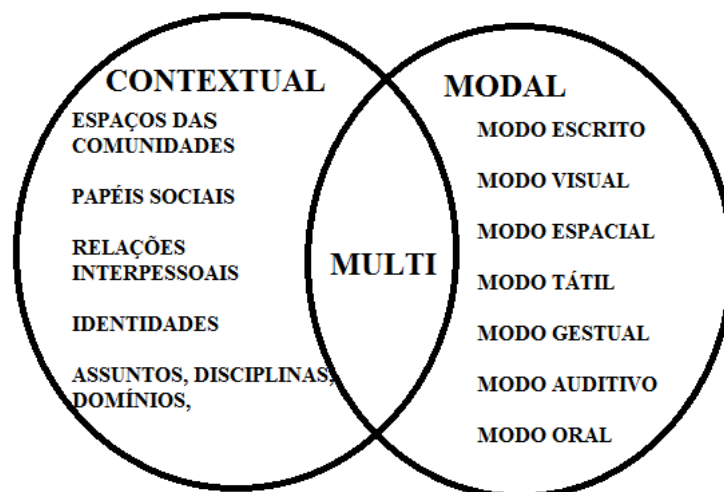 CONTEXTUAL
ESPAÇOS DAS
COMUNIDADES
PAPÉIS SOCIAIS
RELAÇÕES
INTERPESSOAIS
IDENTIDADES
ASSUNTOS, DISCIPLINAS,
DOMÍNIOS,
MULTI
MODAL
MODO ESCRITO
MODO VISUAL
MODO ESPACIAL
MODO TÁTIL
MODO GESTUAL
MODO AUDITIVO
MODO ORAL